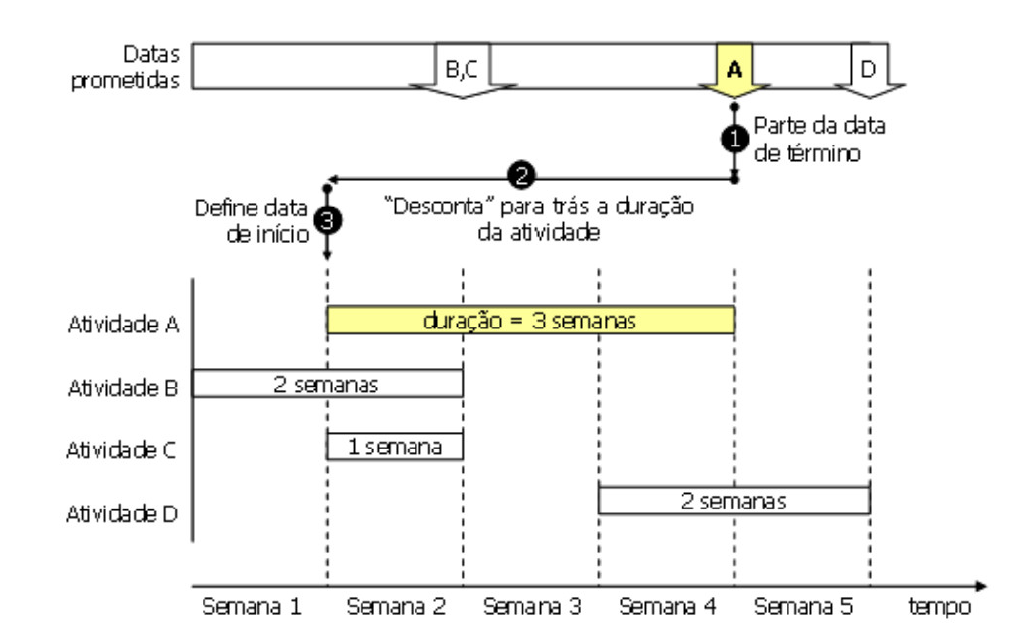 Datas
prometidas
B,C
A
D
1
Parte da data
de término
2
"Desconta" para trás a duração
da atividade
Define data
de início
3
Atividade A
duração = 3 semanas
Atividade B
2 semanas
Atividade C
1 semana
Atividade D
2 semanas
Semana 1 Semana 2 Semana 3 Semana 4 Semana 5 tempo